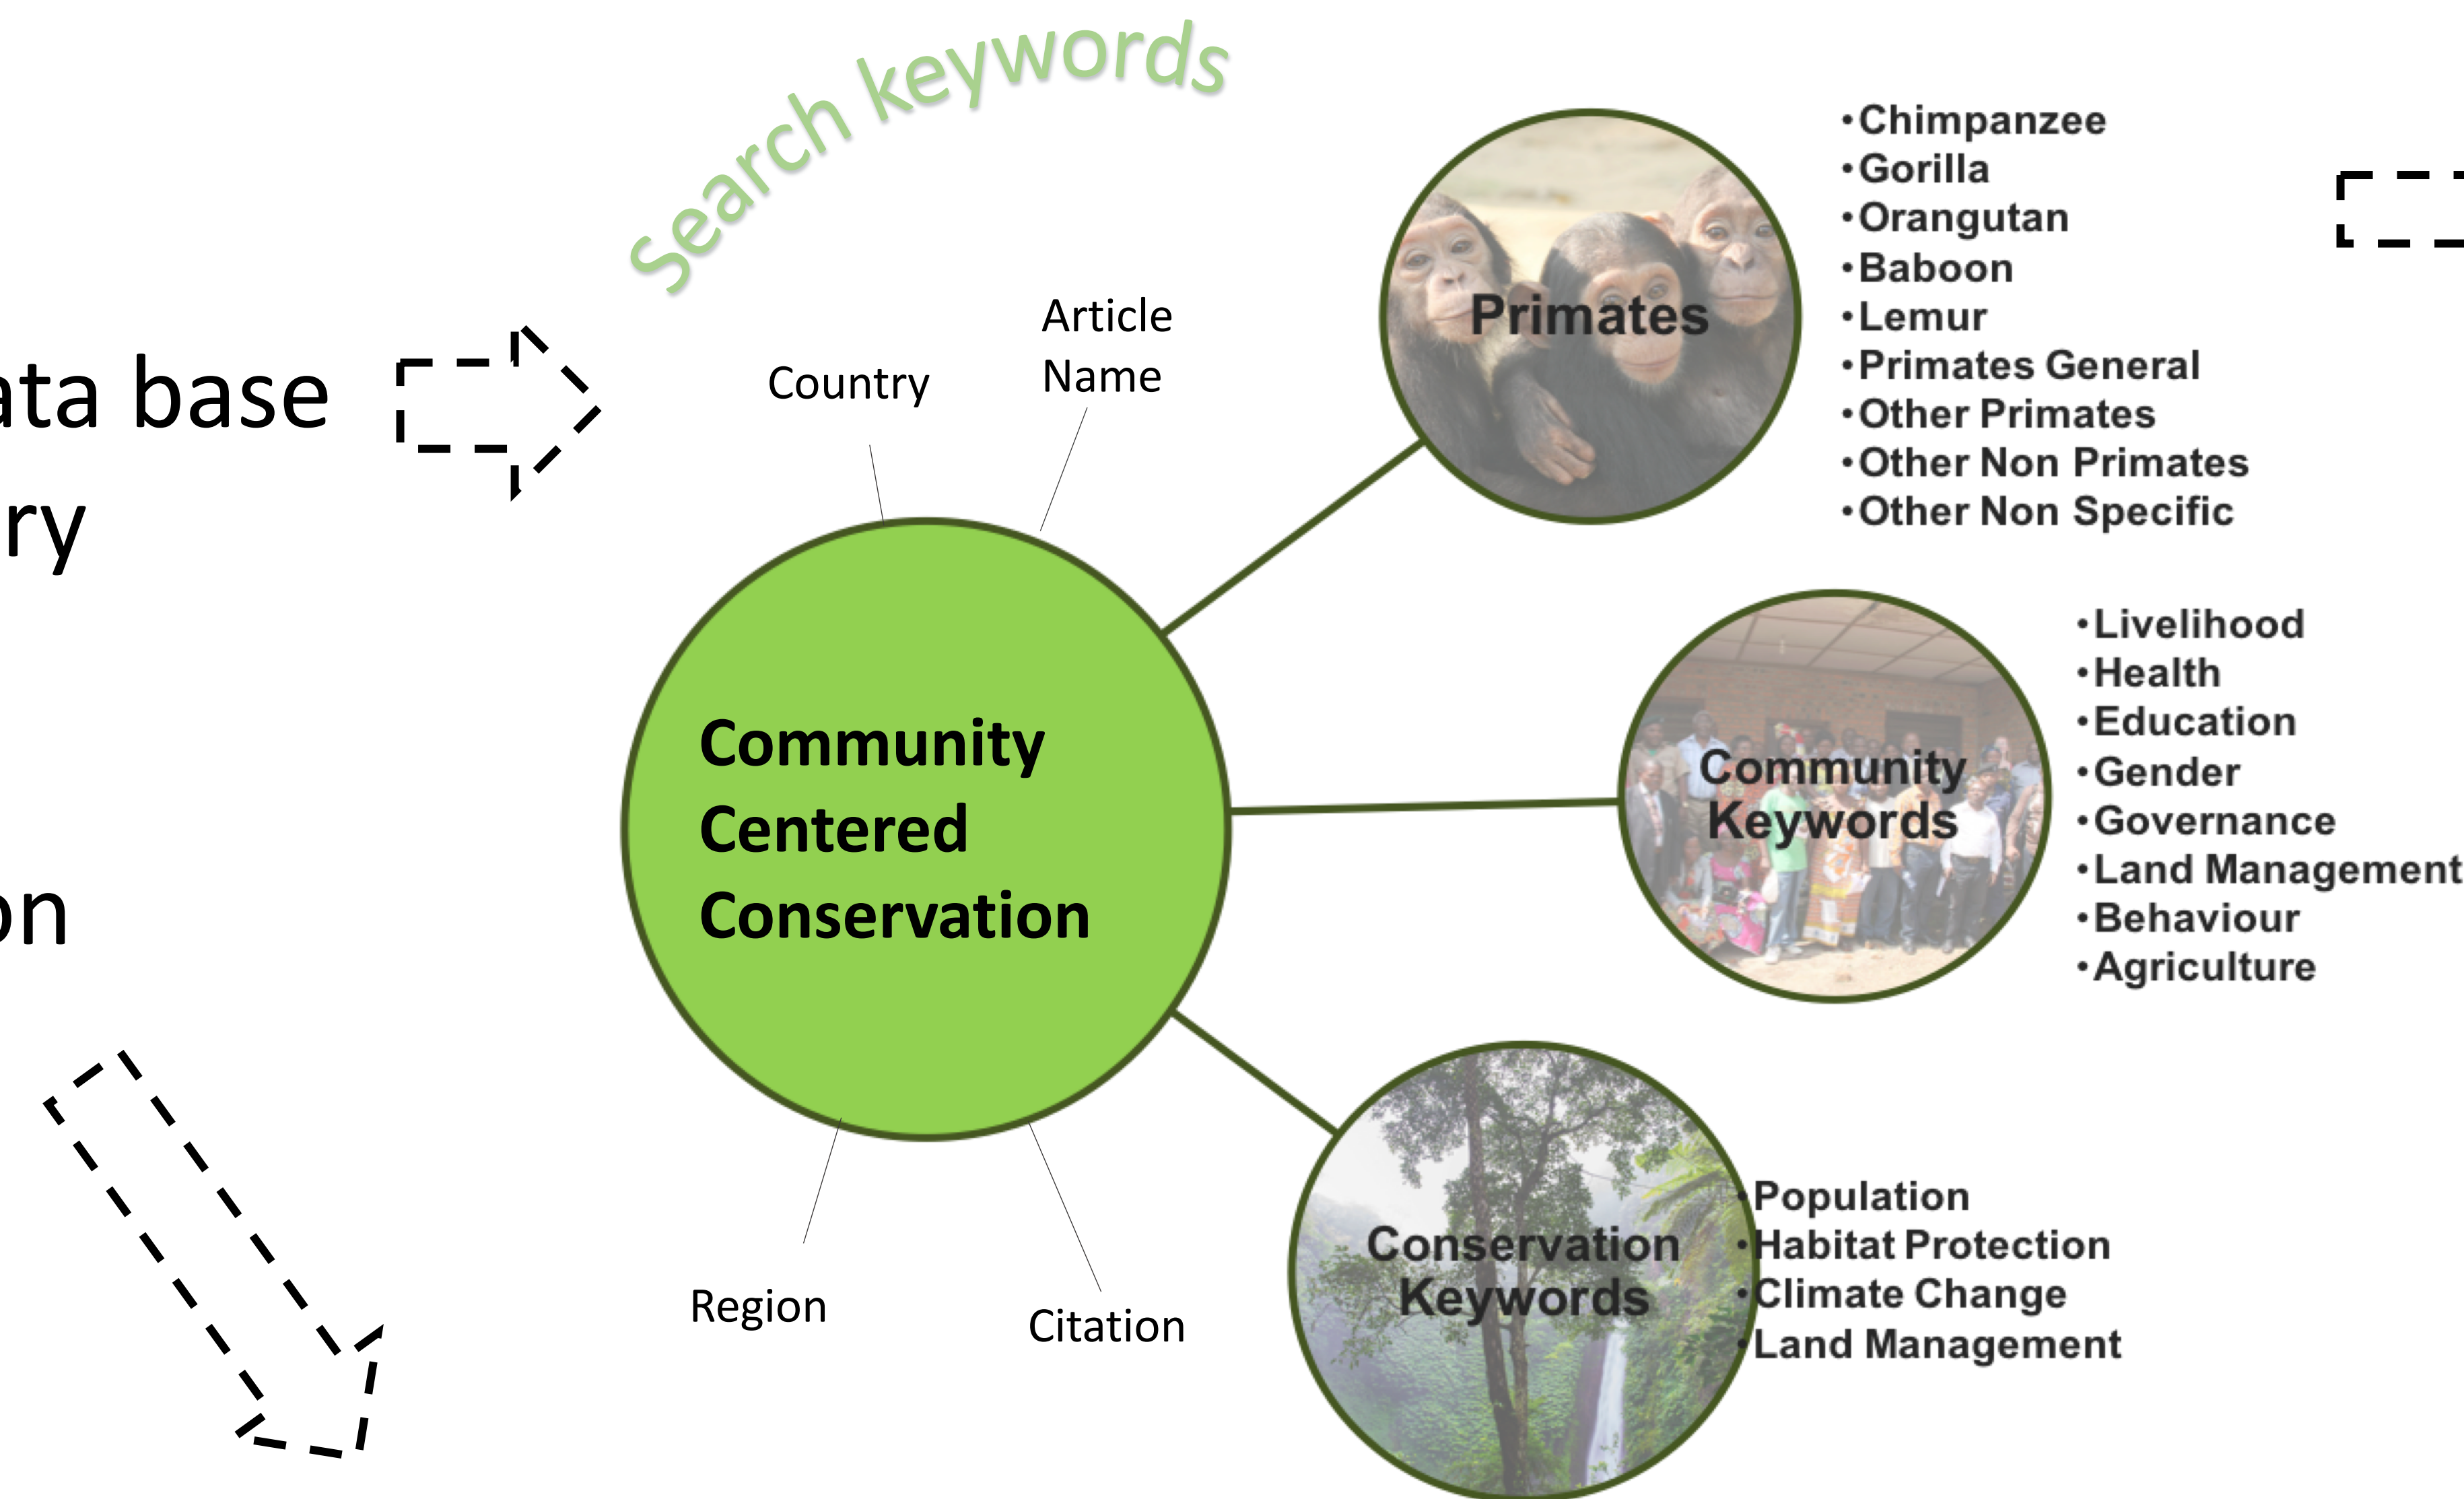 Search keywords
ata base
ry
on
Country
Article
Name
Community
Centered
Conservation
Region
Citation
Primates
•Chimpanzee
•Gorilla
•Orangutan
•Baboon
•Lemur
•Primates General
•Other Primates
•Other Non Primates
•Other Non Specific
Community
Keywords
•Livelihood
•Health
•Education
•Gender
•Governance
•Land Management
•Behaviour
•Agriculture
Conservation
Keywords
•Population
•Habitat Protection
•Climate Change
•Land Management